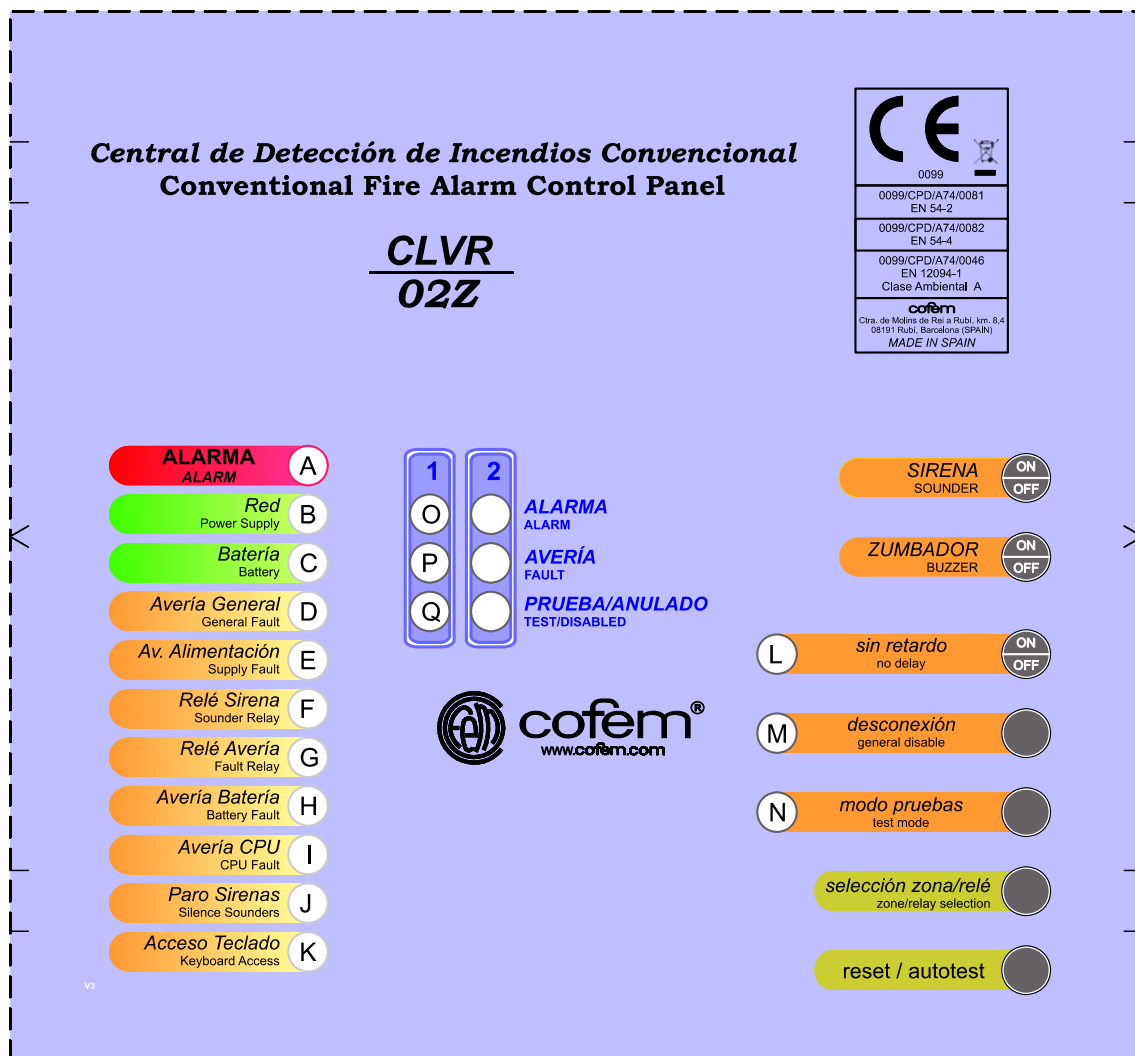 Central de Detección de Incendios Convencional
Conventional Fire Alarm Control Panel
CLVR
02Z
CE
0099
0099/CPD/A74/0081
EN 54-2
0099/CPD/A74/0082
EN 54-4
0099/CPD/A74/0046
EN 12094-1
Clase Ambiental A
cofem
Ctra. de Molins de Rei a Rubí, km. 8,4
08191 Rubí, Barcelona (SPAIN)
MADE IN SPAIN
ALARMA
ALARM
A
Red
Power Supply
B
Batería
Battery
C
Avería General
General Fault
D
Av. Alimentación
Supply Fault
E
Relé Sirena
Sounder Relay
F
Relé Avería
Fault Relay
G
Avería Batería
Battery Fault
H
Avería CPU
CPU Fault
I
Paro Sirenas
Silence Sounders
J
Acceso Teclado
Keyboard Access
K
V3
1 2
O
ALARMA
ALARM
P
AVERÍA
FAULT
Q
PRUEBA/ANULADO
TEST/DISABLED
cofem®
www.cofem.com
SIRENA
SOUNDER
ON
OFF
ZUMBADOR
BUZZER
ON
OFF
L
sin retardo
no delay
ON
OFF
M
desconexión
general disable
N
modo pruebas
test mode
selección zona/relé
zone/relay selection
reset / autotest